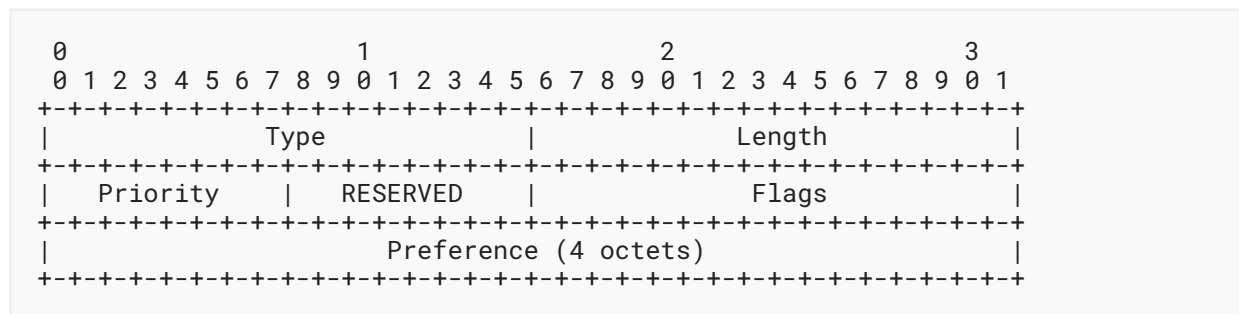 0                   1                   2                   3
 0 1 2 3 4 5 6 7 8 9 0 1 2 3 4 5 6 7 8 9 0 1 2 3 4 5 6 7 8 9 0 1
+-+-+-+-+-+-+-+-+-+-+-+-+-+-+-+-+-+-+-+-+-+-+-+-+-+-+-+-+-+-+-+-+
|              Type             |             Length            |
+-+-+-+-+-+-+-+-+-+-+-+-+-+-+-+-+-+-+-+-+-+-+-+-+-+-+-+-+-+-+-+-+
|   Priority    |   RESERVED    |              Flags            |
+-+-+-+-+-+-+-+-+-+-+-+-+-+-+-+-+-+-+-+-+-+-+-+-+-+-+-+-+-+-+-+-+
|                      Preference (4 octets)                    |
+-+-+-+-+-+-+-+-+-+-+-+-+-+-+-+-+-+-+-+-+-+-+-+-+-+-+-+-+-+-+-+-+